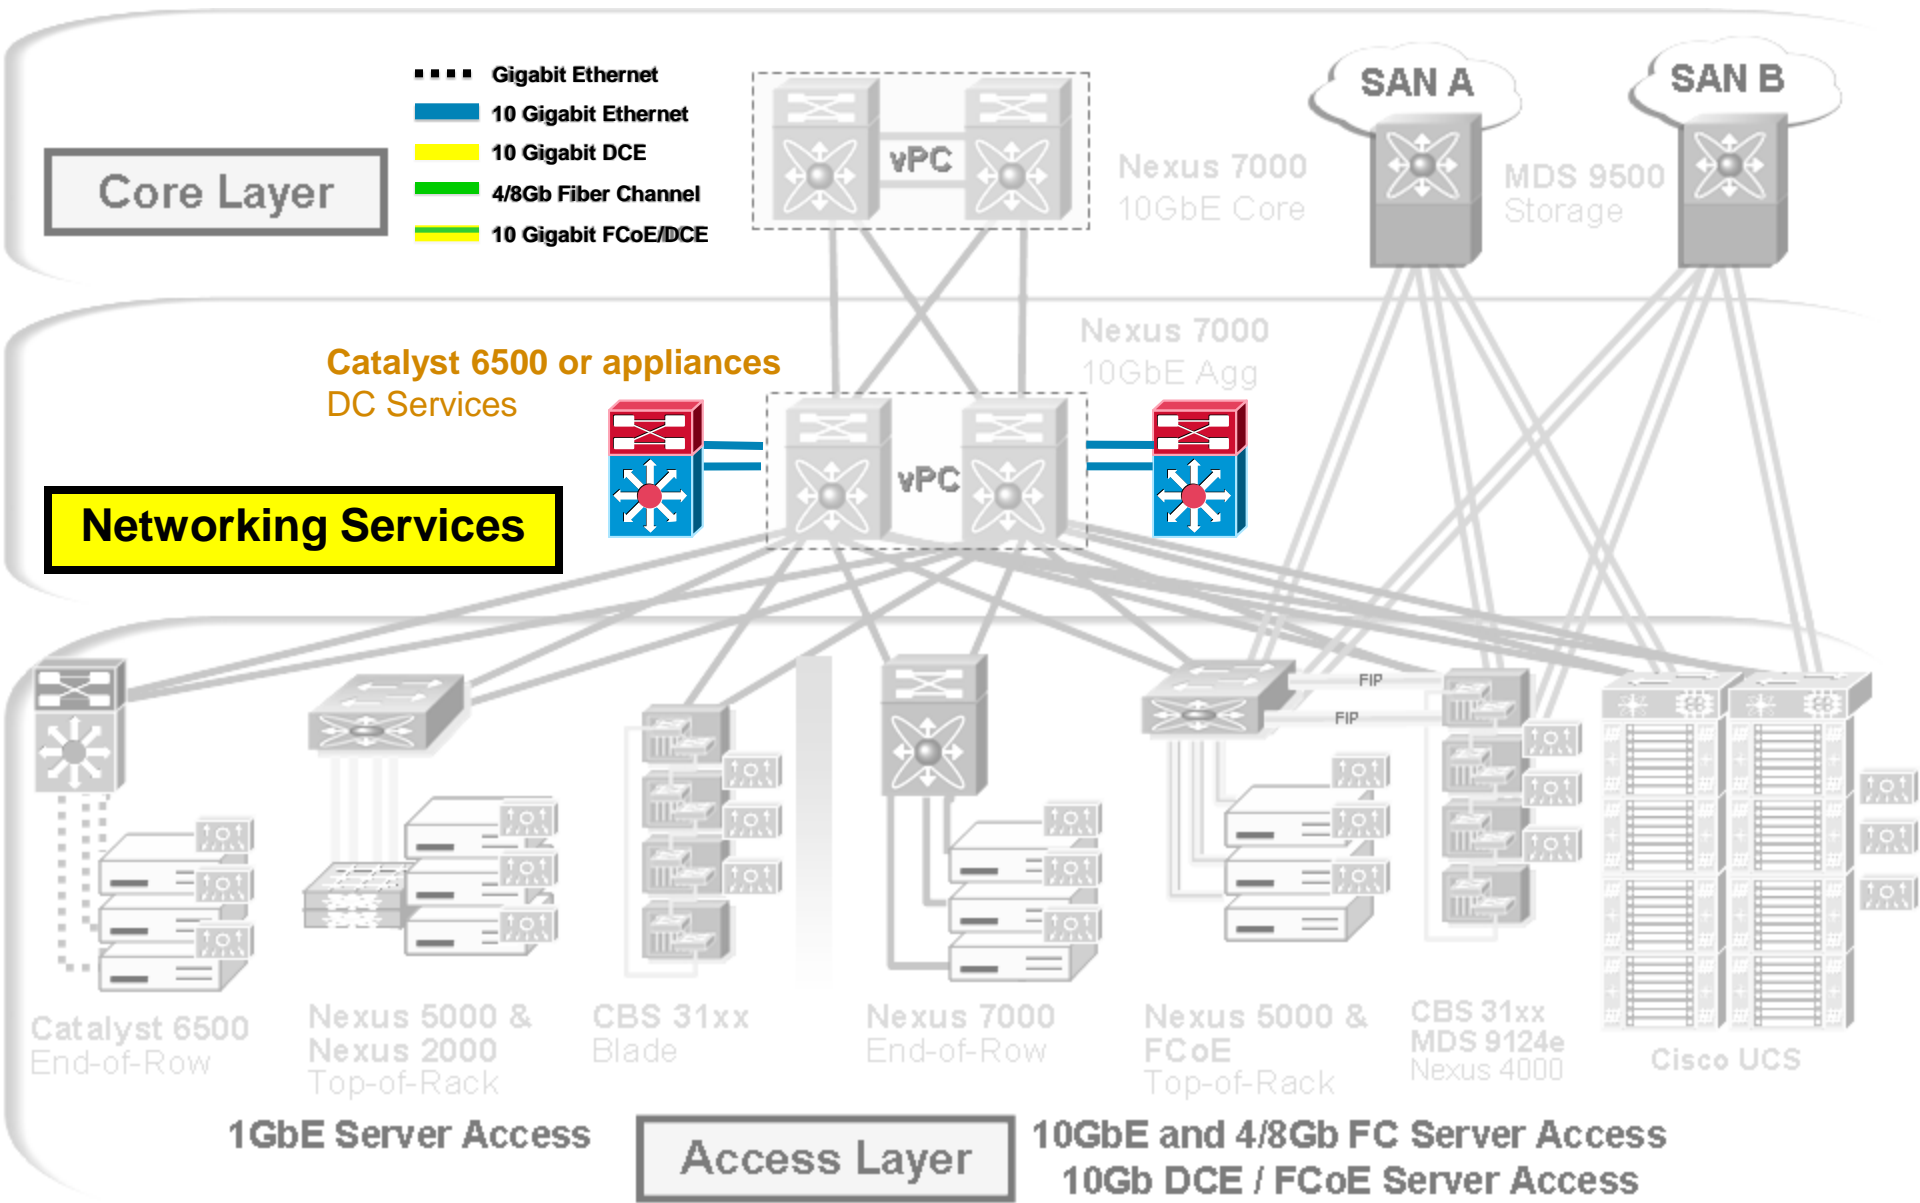 Gigabit Ethernet
10 Gigabit Ethernet
10 Gigabit DCE
4/8Gb Fiber Channel
10 Gigabit FCoE/DCE
Core Layer
vPC
Nexus 7000
10GbE Core
SAN A
SAN B
MDS 9500
Storage
Nexus 7000
10GbE Agg
Catalyst 6500 or appliances
DC Services
vPC
Networking Services
FIP
FIP
Catalyst 6500
End-of-Row
Nexus 5000 &
Nexus 2000
Top-of-Rack
CBS 31xx
Blade
Nexus 7000
End-of-Row
Nexus 5000 &
FCoE
Top-of-Rack
CBS 31xx
MDS 9124e
Nexus 4000
Cisco UCS
1GbE Server Access
Access Layer
10GbE and 4/8Gb FC Server Access
10Gb DCE / FCoE Server Access